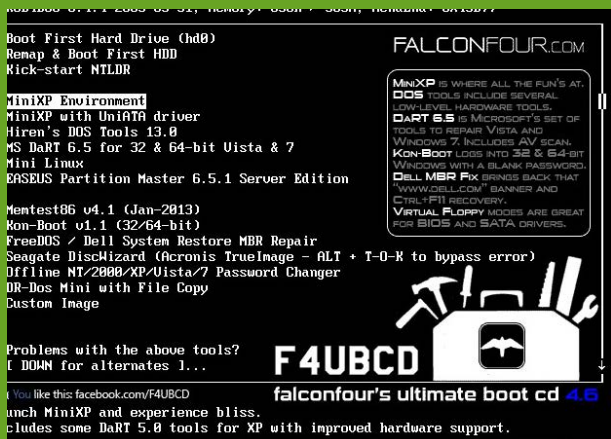 Boot First Hard Drive (hd0)
Remap & Boot First HDD
Kick-start NTLDR
MiniXP Environment
MiniXP with UniATA driver
Hiren's DOS Tools 13.0
MS DaRT 6.5 for 32 & 64-bit Vista & 7
Mini Linux
EASEUS Partition Master 6.5.1 Server Edition
Memtest86 v4.1 (Jan-2013)
Kon-Boot v1.1 (32/64-bit)
FreeDOS / Dell System Restore MBR Repair
Seagate DiscWizard (Acronis TrueImage - ALT + T-O-K to bypass error)
Offline NT/2000/XP/Vista/7 Password Changer
DR-Dos Mini with File Copy
Custom Image
Problems with the above tools?
[ DOWN for alternates ]...
FALCONFOUR.COM
MINIXP IS WHERE ALL THE FUN'S AT.
DOS TOOLS INCLUDE SEVERAL
LOW-LEVEL HARDWARE TOOLS.
DART 6.5 IS MICROSOFT'S SET OF
TOOLS TO REPAIR VISTA AND
WINDOWS 7. INCLUDES AV SCAN.
KON-BOOT LOGS INTO 32 & 64-BIT
WINDOWS WITH A BLANK PASSWORD.
DELL MBR FIX BRINGS BACK THAT
"WWW.DELL.COM" BANNER AND
CTRL+F11 RECOVERY.
VIRTUAL FLOPPY MODES ARE GREAT
FOR BIOS AND SATA DRIVERS.
F4UBCD
falconfour's ultimate boot cd 4.6
You like this: facebook.com/F4UBCD
unch MiniXP and experience bliss.
cludes some DaRT 5.0 tools for XP with improved hardware support.